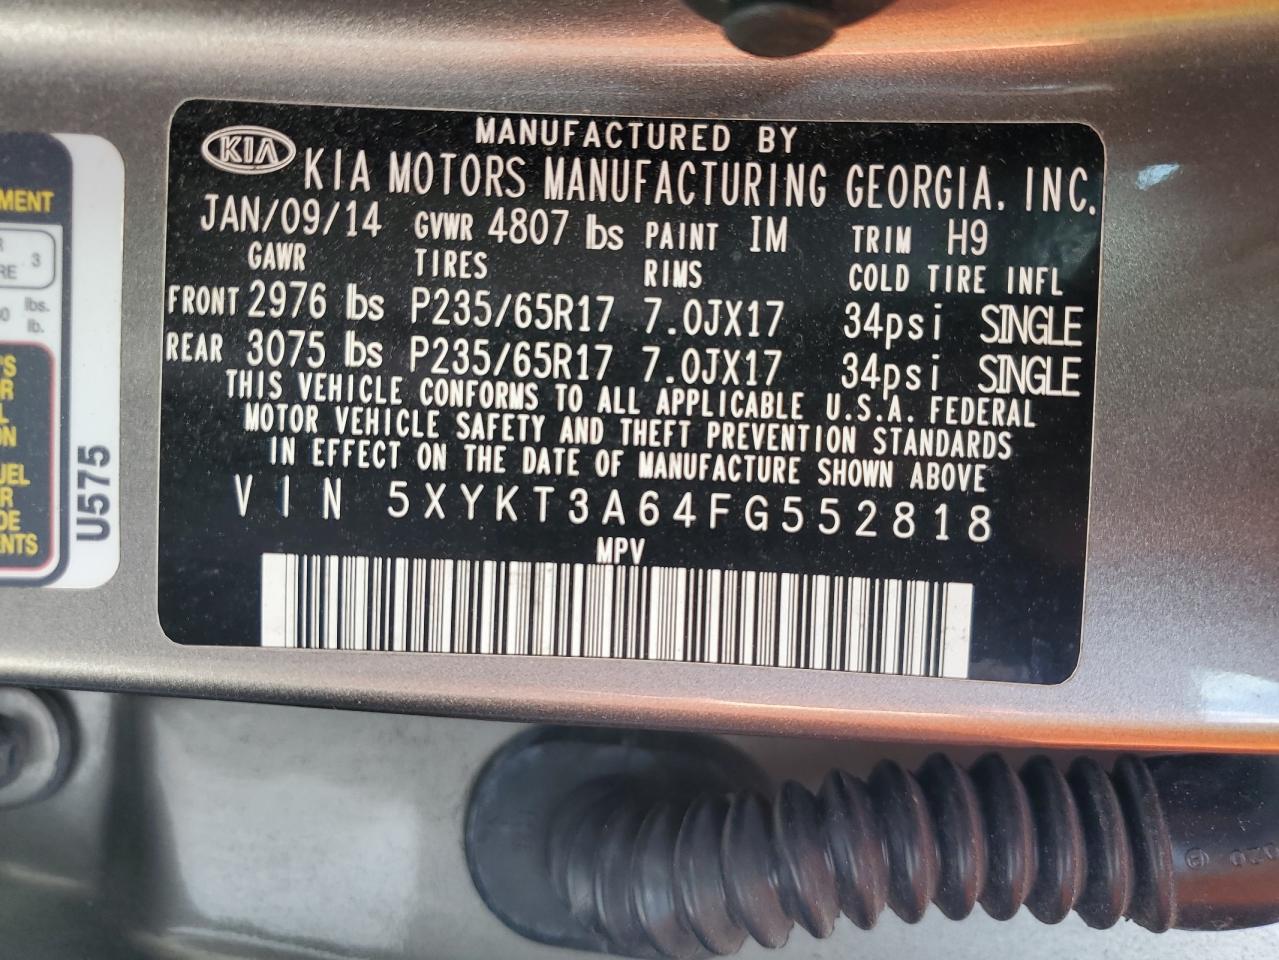 KIA
MANUFACTURED BY
KIA MOTORS MANUFACTURING GEORGIA, INC.
JAN/09/14 GVWR 4807 lbs PAINT IM TRIM H9
GAWR TIRES RIMS COLD TIRE INFL
FRONT 2976 lbs P235/65R17 7.0JX17 34psi SINGLE
REAR 3075 lbs P235/65R17 7.0JX17 34psi SINGLE
THIS VEHICLE CONFORMS TO ALL APPLICABLE U.S.A. FEDERAL
MOTOR VEHICLE SAFETY AND THEFT PREVENTION STANDARDS
IN EFFECT ON THE DATE OF MANUFACTURE SHOWN ABOVE
VIN 5XYKT3A64FG552818
MPV
U575
3
lbs.
lb.